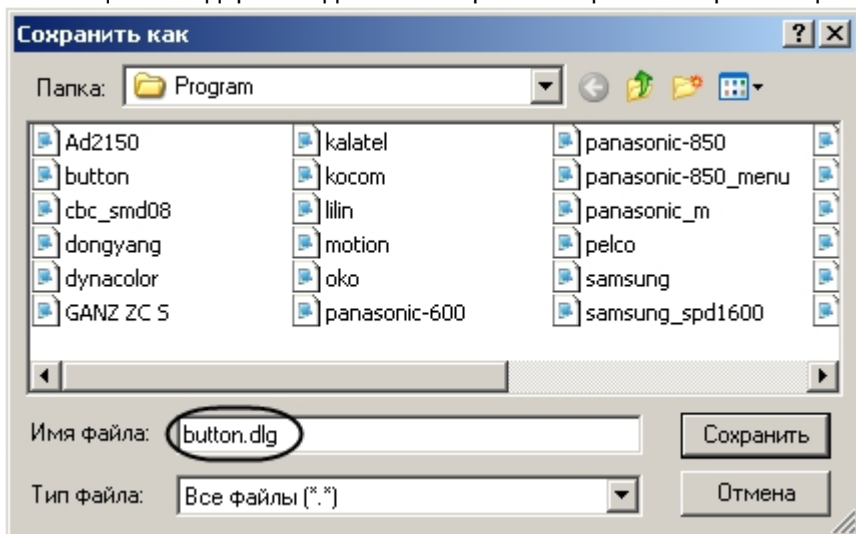 Сохранить как
Папка: Program
Ad2150
button
cbc_smd08
dongyang
dynacolor
GANZ ZC S
kalatel
kocom
lilin
motion
oko
panasonic-600
panasonic-850
panasonic-850_menu
panasonic_m
pelco
samsung
samsung_spd1600
Имя файла: button.dlg
Сохранить
Тип файла: Все файлы (*.*)
Отмена